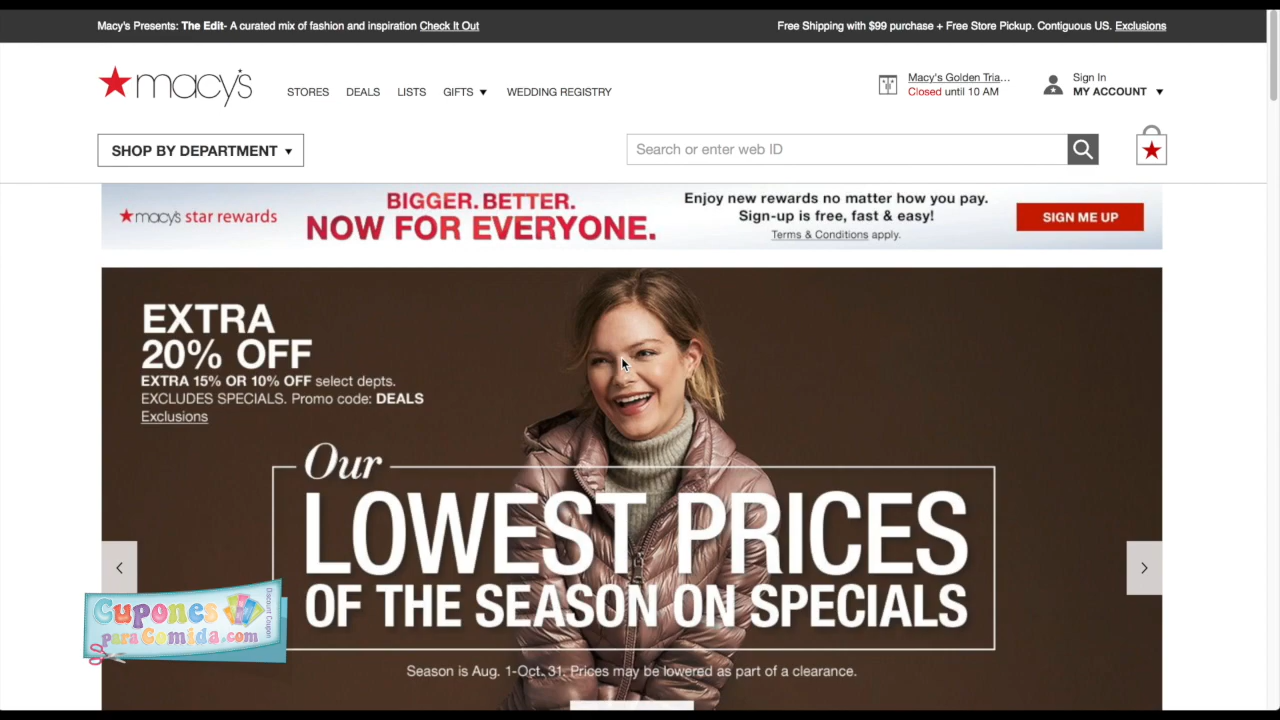 Macy's Presents: The Edit- A curated mix of fashion and inspiration Check It Out
Free Shipping with $99 purchase + Free Store Pickup. Contiguous US. Exclusions
macy's
STORES
DEALS
LISTS
GIFTS
WEDDING REGISTRY
Macy's Golden Tria...
Closed until 10 AM
Sign In
MY ACCOUNT
SHOP BY DEPARTMENT
Search or enter web ID
macy's star rewards
BIGGER. BETTER.
NOW FOR EVERYONE.
Enjoy new rewards no matter how you pay.
Sign-up is free, fast & easy!
Terms & Conditions apply.
SIGN ME UP
EXTRA
20% OFF
EXTRA 15% OR 10% OFF select depts.
EXCLUDES SPECIALS. Promo code: DEALS
Exclusions
Our
LOWEST PRICES
OF THE SEASON ON SPECIALS
Season is Aug. 1-Oct. 31. Prices may be lowered as part of a clearance.
Cupones
paraComida.com
Discount Coupon